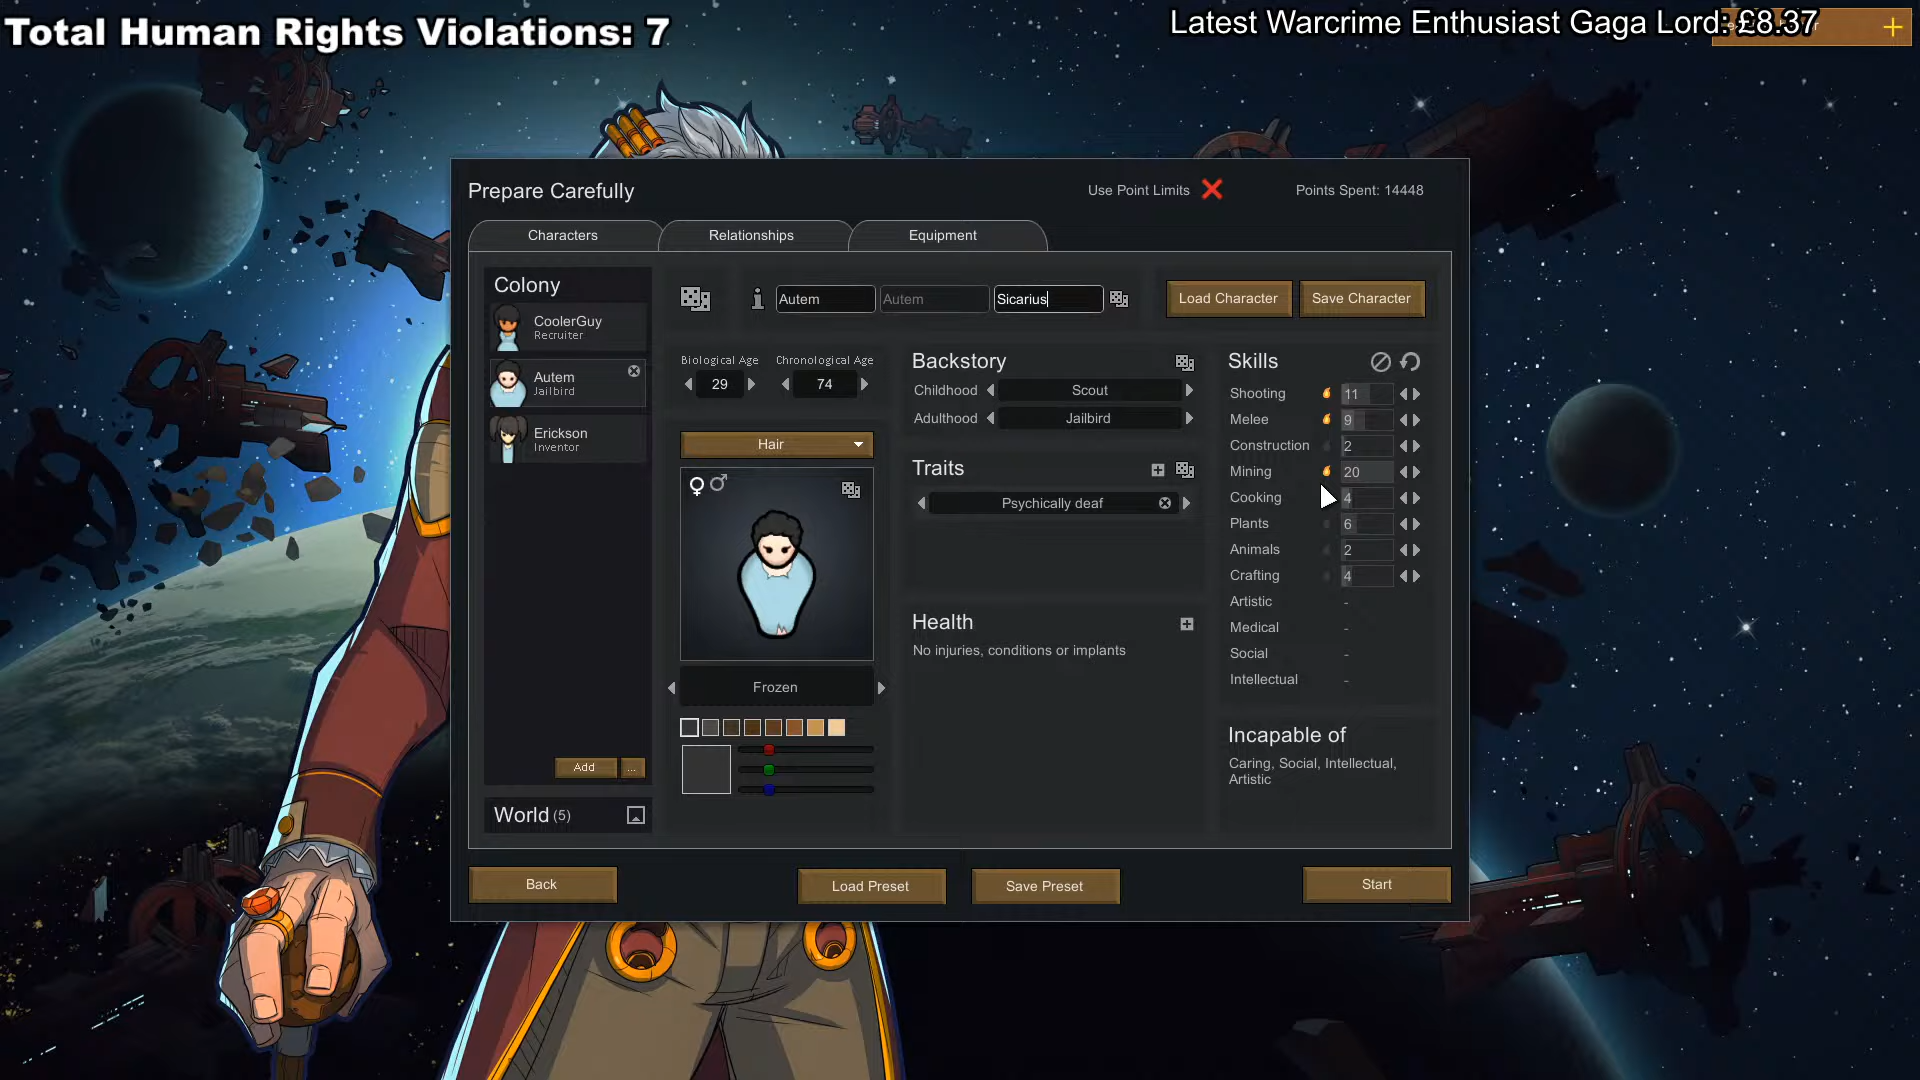 Total Human Rights Violations: 7
Latest Warcrime Enthusiast Gaga Lord: £8.37
Prepare Carefully
Use Point Limits
Points Spent: 14448
Characters
Relationships
Equipment
Colony
CoolerGuy
Recruiter
Autem
Jailbird
Erickson
Inventor
Add
...
World (5)
Autem
Autem
Sicarius
Load Character
Save Character
Biological Age
Chronological Age
29
74
Hair
Frozen
Backstory
Childhood
Scout
Adulthood
Jailbird
Traits
Psychically deaf
Health
No injuries, conditions or implants
Skills
Shooting 11
Melee 9
Construction 2
Mining 20
Cooking 4
Plants 6
Animals 2
Crafting 4
Artistic -
Medical -
Social -
Intellectual -
Incapable of
Caring, Social, Intellectual,
Artistic
Back
Load Preset
Save Preset
Start